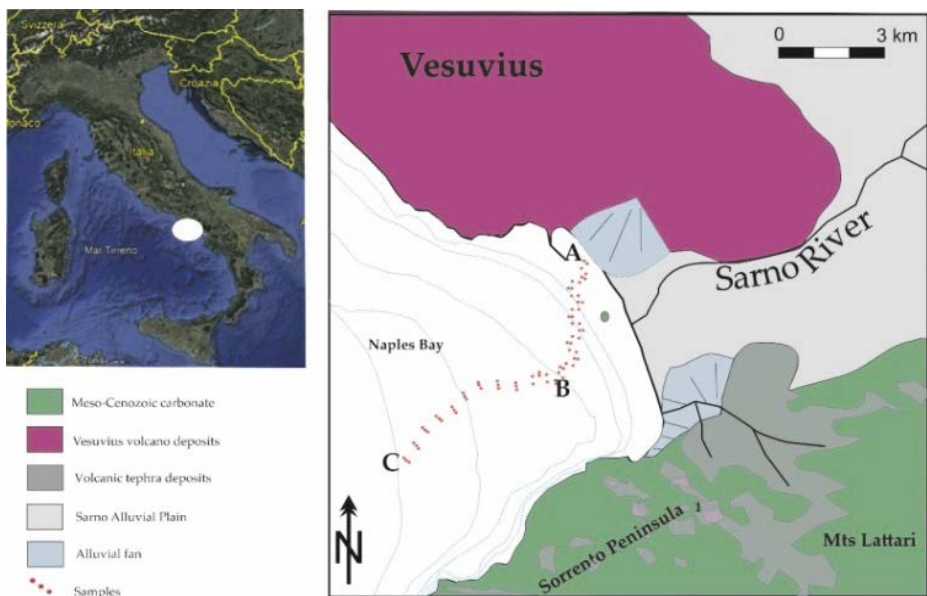 Svizzera
Croazia
Monaco
Italia
Mar Tirreno
Meso-Cenozoic carbonate
Vesuvius volcano deposits
Volcanic tephra deposits
Sarno Alluvial Plain
Alluvial fan
Samples
Vesuvius
0 3 km
A
Sarno River
Naples Bay
B
C
N
Sorrento Peninsula
Mts Lattari